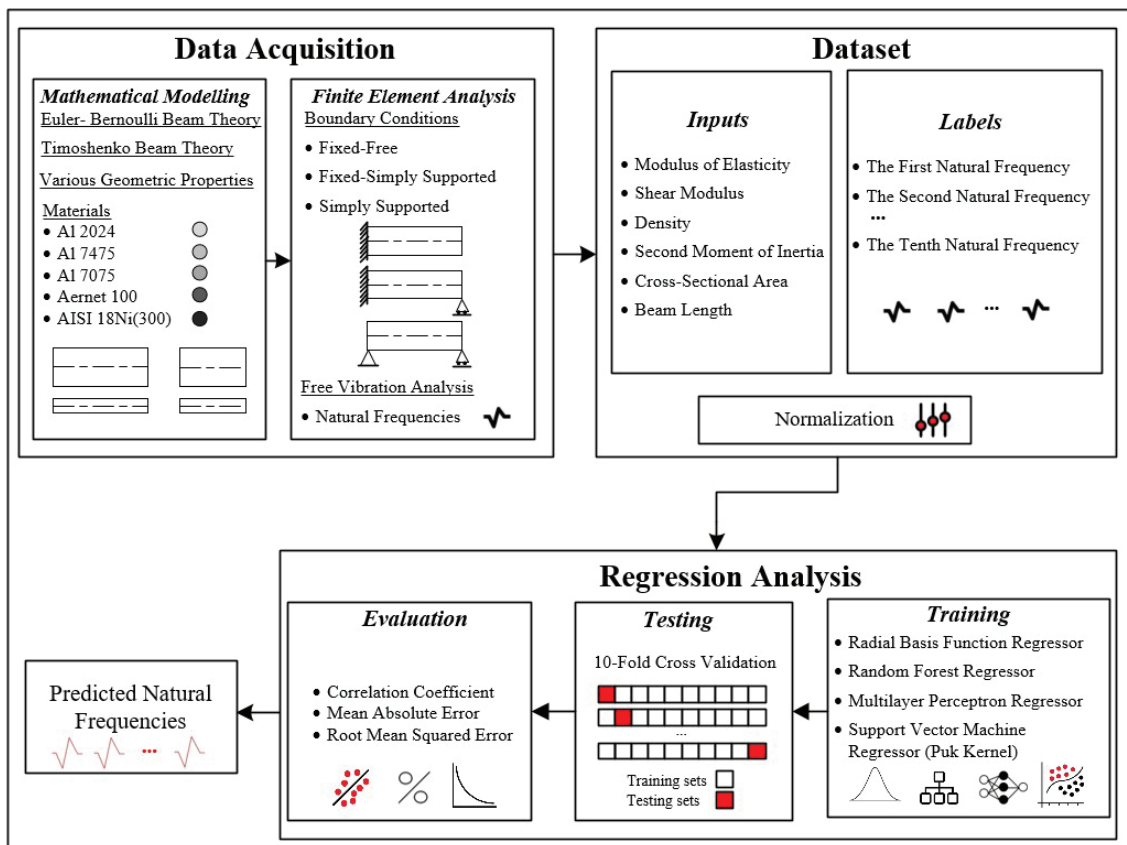 Data Acquisition
Mathematical Modelling
Euler- Bernoulli Beam Theory
Timoshenko Beam Theory
Various Geometric Properties
Materials
• Al 2024
• Al 7475
• Al 7075
• Aernet 100
• AISI 18Ni(300)
Finite Element Analysis
Boundary Conditions
• Fixed-Free
• Fixed-Simply Supported
• Simply Supported
Free Vibration Analysis
• Natural Frequencies
Dataset
Inputs
• Modulus of Elasticity
• Shear Modulus
• Density
• Second Moment of Inertia
• Cross-Sectional Area
• Beam Length
Labels
• The First Natural Frequency
• The Second Natural Frequency
...
• The Tenth Natural Frequency
...
Normalization
Regression Analysis
Training
• Radial Basis Function Regressor
• Random Forest Regressor
• Multilayer Perceptron Regressor
• Support Vector Machine
Regressor (Puk Kernel)
Testing
10-Fold Cross Validation
...
Training sets
Testing sets
Evaluation
• Correlation Coefficient
• Mean Absolute Error
• Root Mean Squared Error
Predicted Natural
Frequencies
...